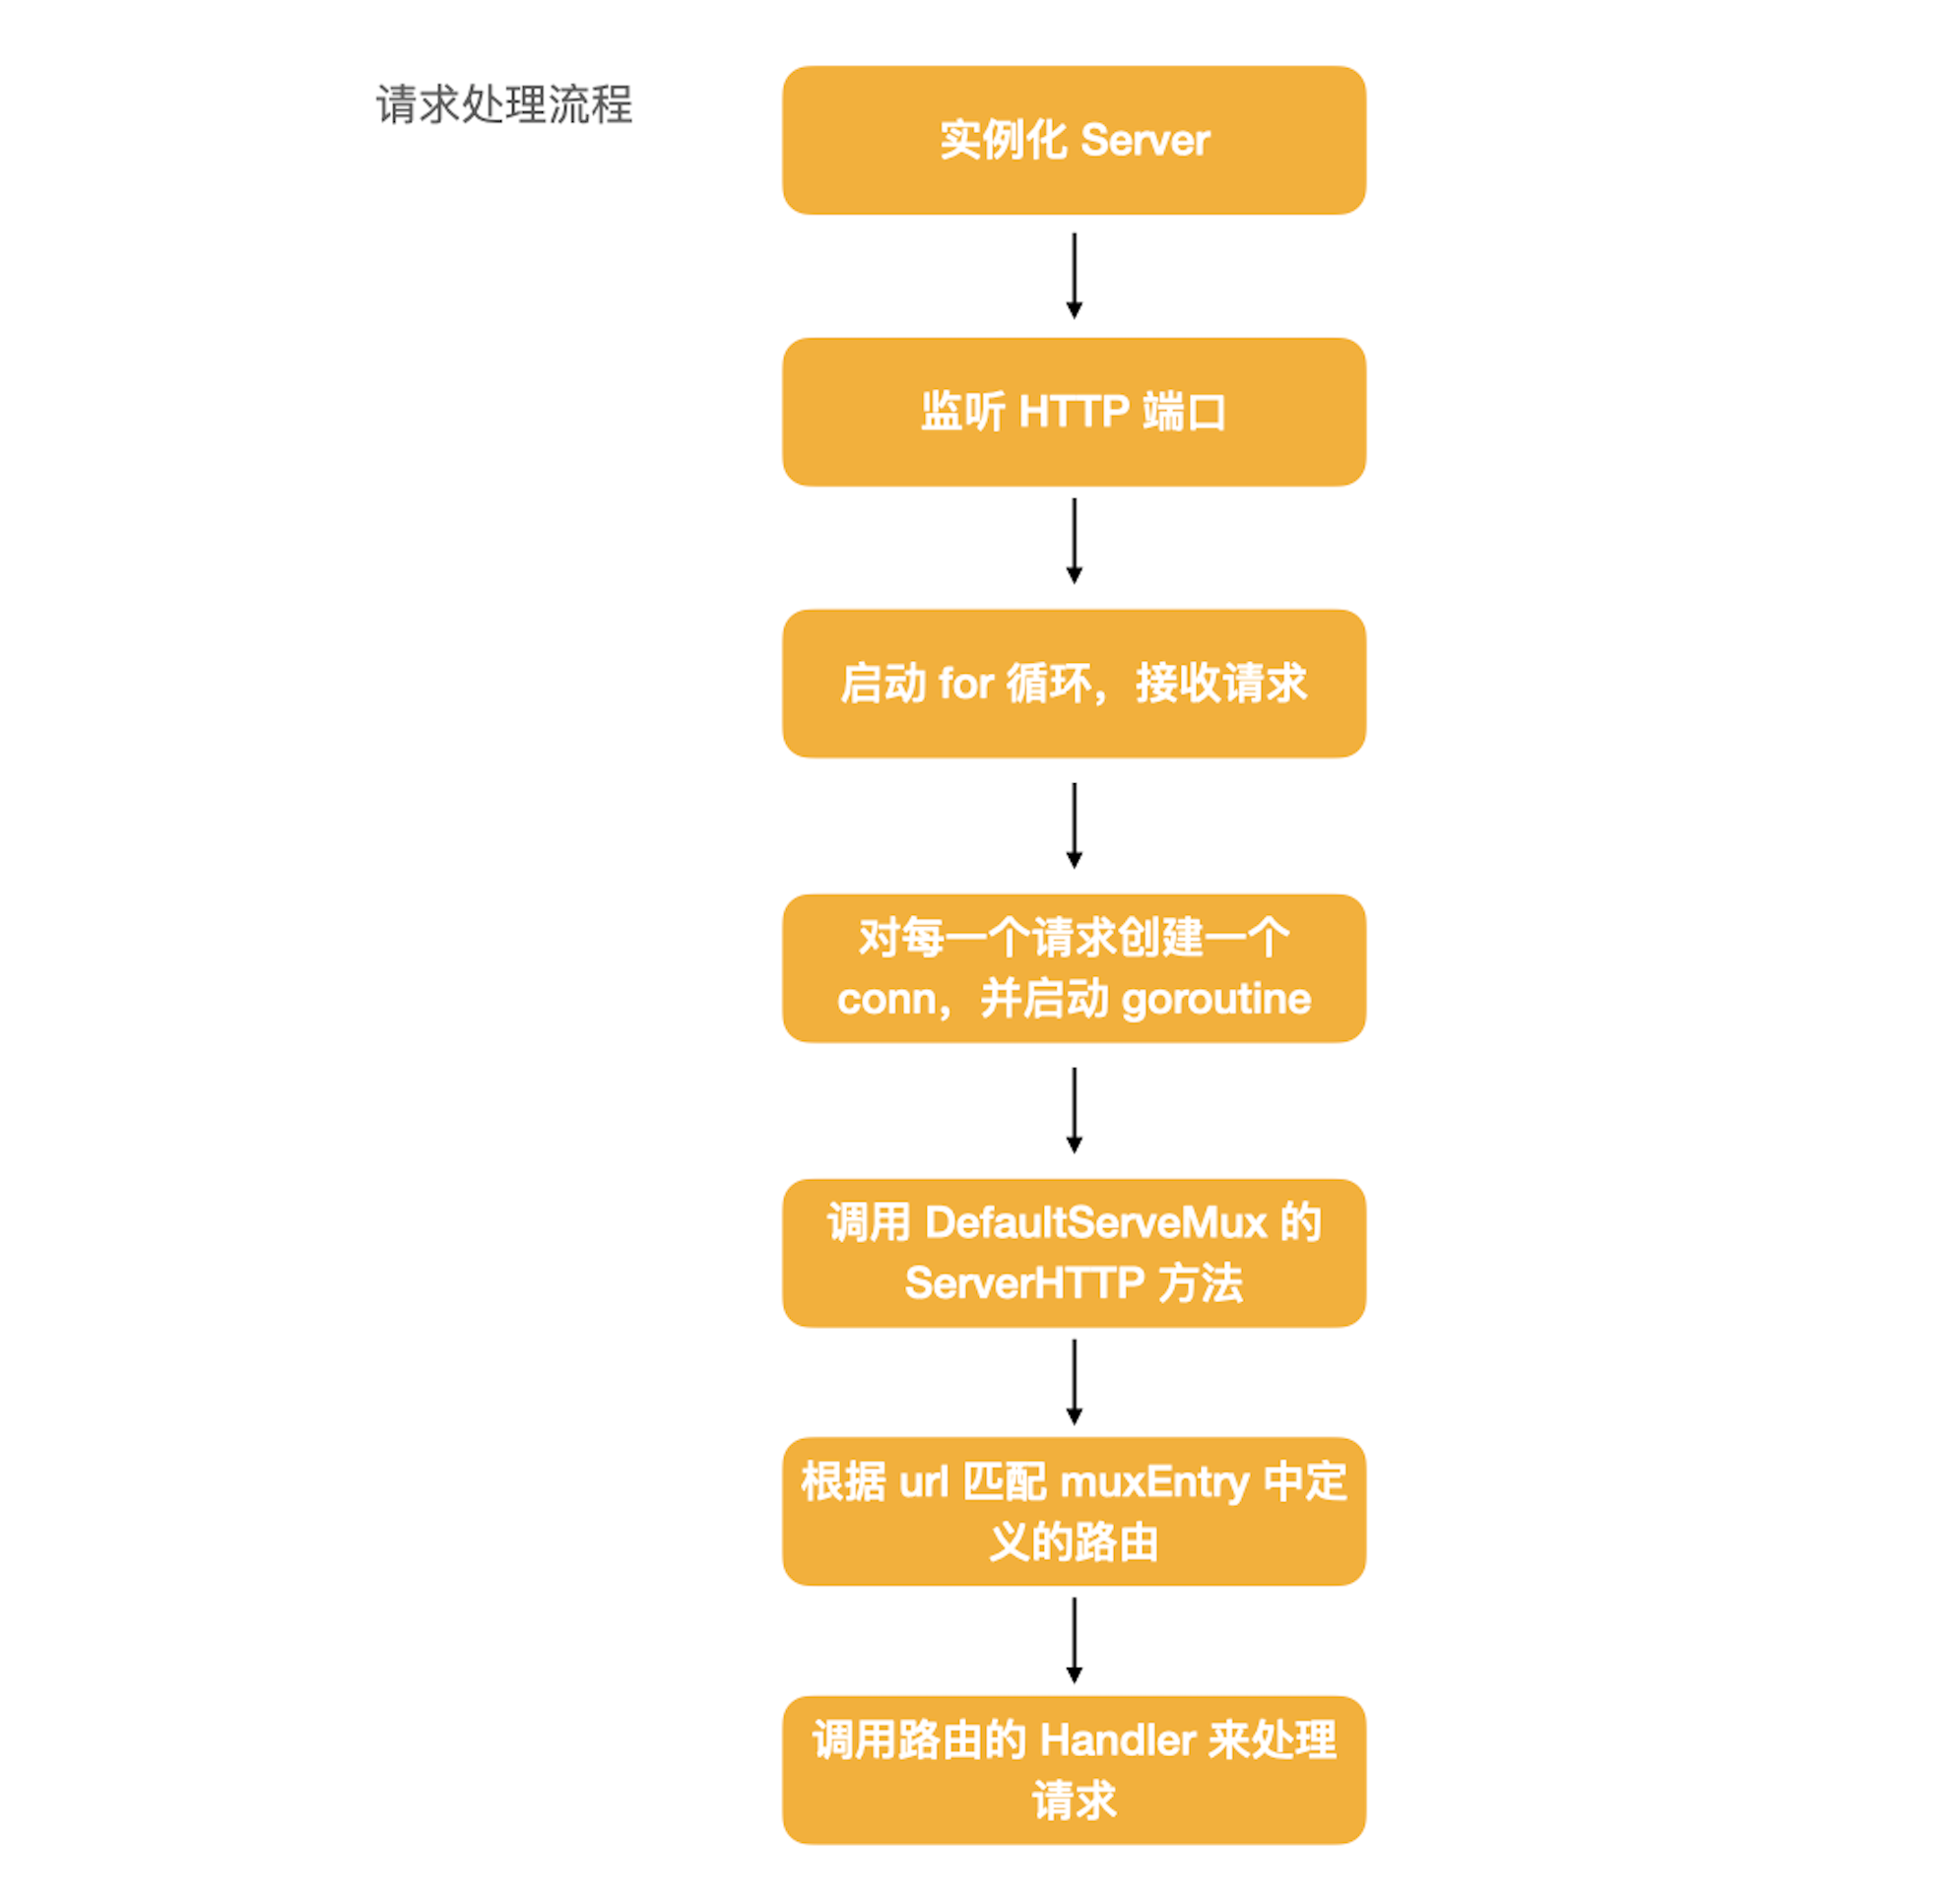 请求处理流程
实例化 Server
监听 HTTP 端口
启动 for 循环，接收请求
对每一个请求创建一个
conn，并启动 goroutine
调用 DefaultServeMux 的
ServerHTTP 方法
根据 url 匹配 muxEntry 中定
义的路由
调用路由的 Handler 来处理
请求